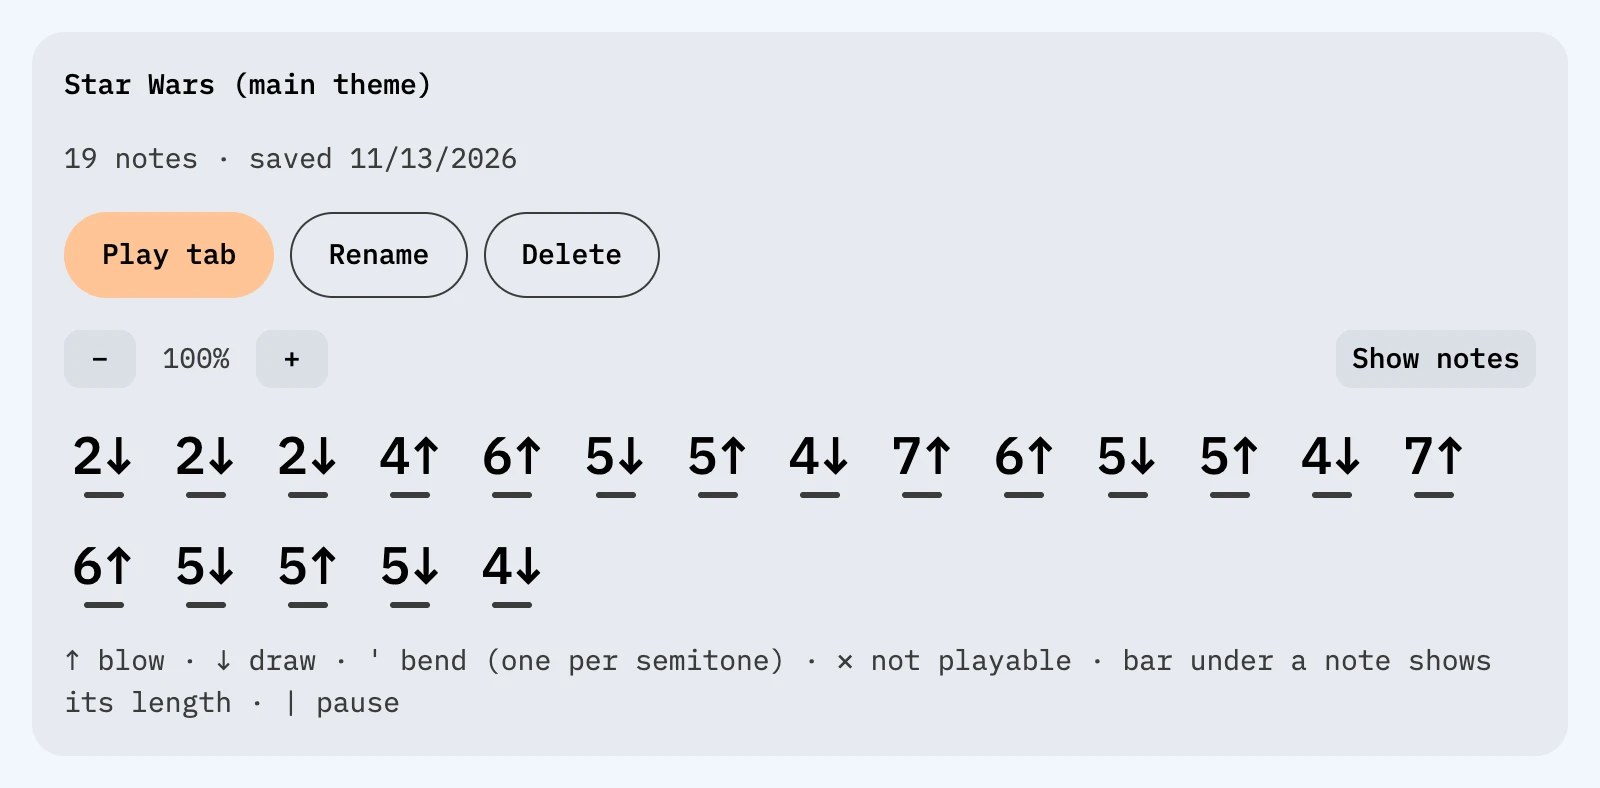 Star Wars (main theme)
19 notes · saved 11/13/2026
Play tab Rename Delete
− 100% + Show notes
2↓ 2↓ 2↓ 4↑ 6↑ 5↓ 5↑ 4↓ 7↑ 6↑ 5↓ 5↑ 4↓ 7↑
6↑ 5↓ 5↑ 5↓ 4↓
↑ blow · ↓ draw · ' bend (one per semitone) · × not playable · bar under a note shows
its length · | pause